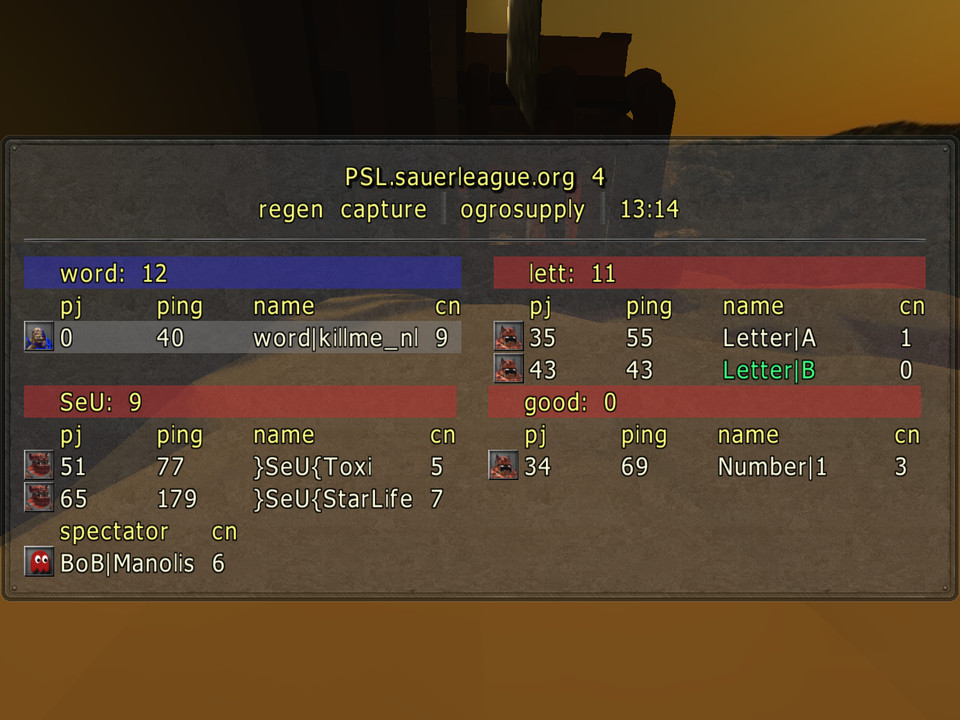 PSL.sauerleague.org 4
regen capture ogrosupply 13:14
word: 12
pj ping name cn
0 40 word|killme_nl 9
lett: 11
pj ping name cn
35 55 Letter|A 1
43 43 Letter|B 0
SeU: 9
pj ping name cn
51 77 }SeU{Toxi 5
65 179 }SeU{StarLife 7
good: 0
pj ping name cn
34 69 Number|1 3
spectator cn
BoB|Manolis 6